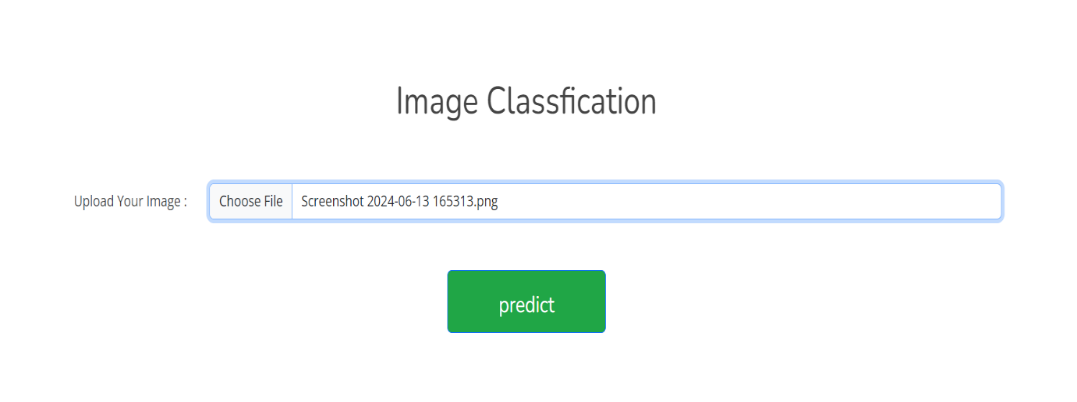 Image Classfication
Upload Your Image : Choose File Screenshot 2024-06-13 165313.png
predict